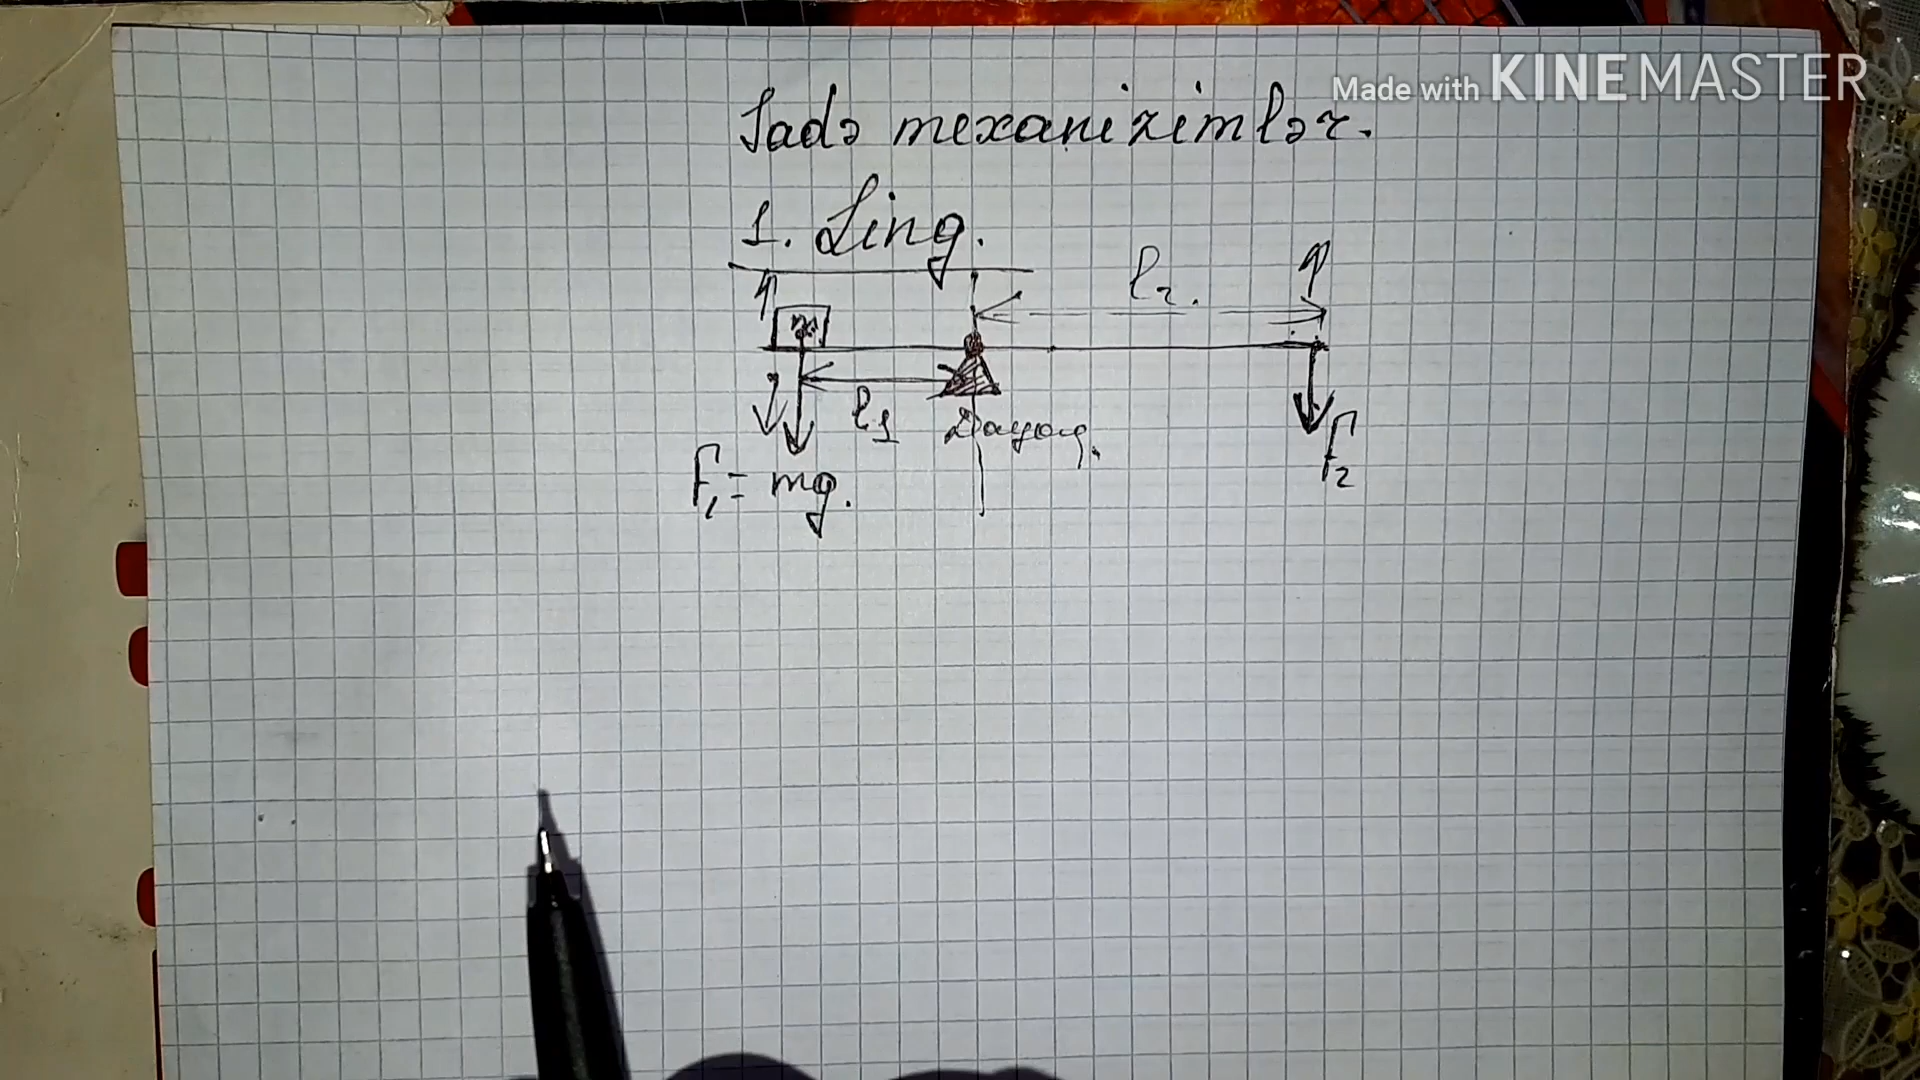 Made with KINEMASTER
Sadə mexanizimlər.
1. Ling.
l₂.
m
l₁
Dayaq.
F₁ = mg.
F₂